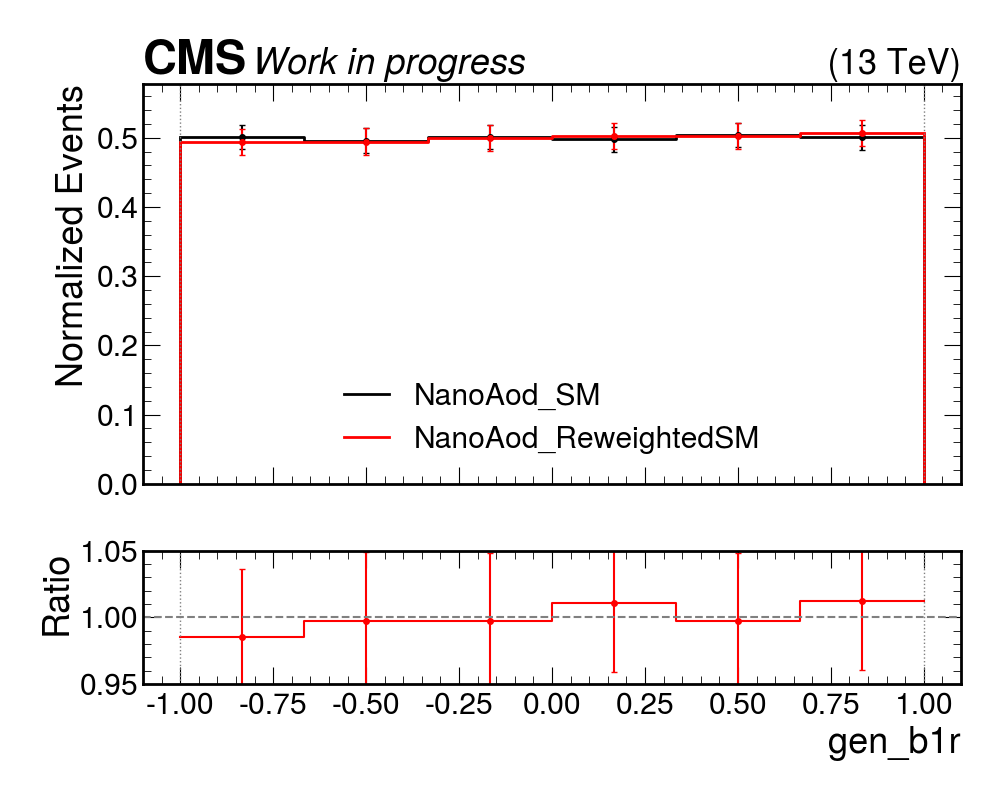 CMS Work in progress (13 TeV)
Normalized Events
0.5
0.4
0.3
0.2
0.1
0.0
NanoAod_SM
NanoAod_ReweightedSM
Ratio
1.05
1.00
0.95
-1.00 -0.75 -0.50 -0.25 0.00 0.25 0.50 0.75 1.00
gen_b1r